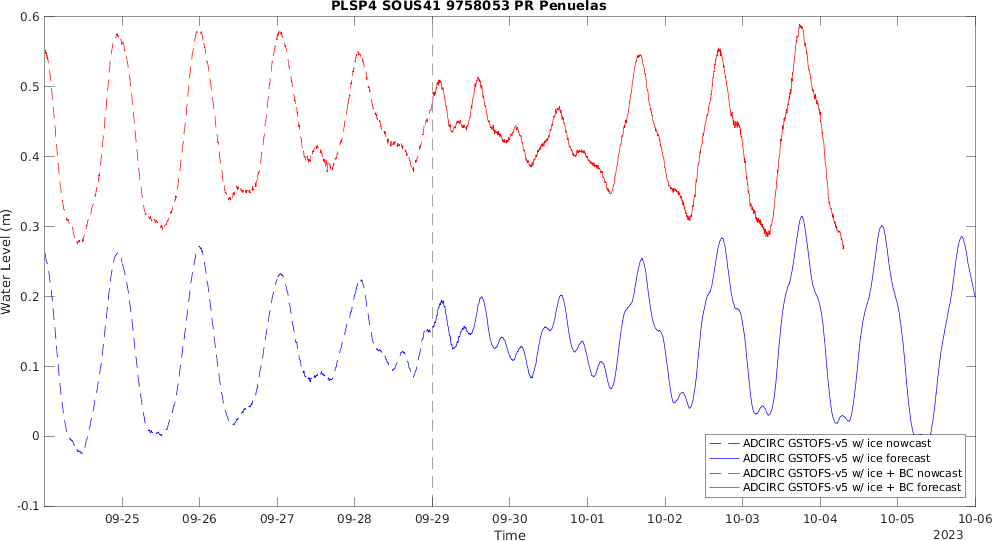 PLSP4 SOUS41 9758053 PR Penuelas
0.6
0.5
0.4
0.3
0.2
0.1
0
-0.1
Water Level (m)
ADCIRC GSTOFS-v5 w/ ice nowcast
ADCIRC GSTOFS-v5 w/ ice forecast
ADCIRC GSTOFS-v5 w/ ice + BC nowcast
ADCIRC GSTOFS-v5 w/ ice + BC forecast
09-25 09-26 09-27 09-28 09-29 09-30 10-01 10-02 10-03 10-04 10-05 10-06
Time
2023